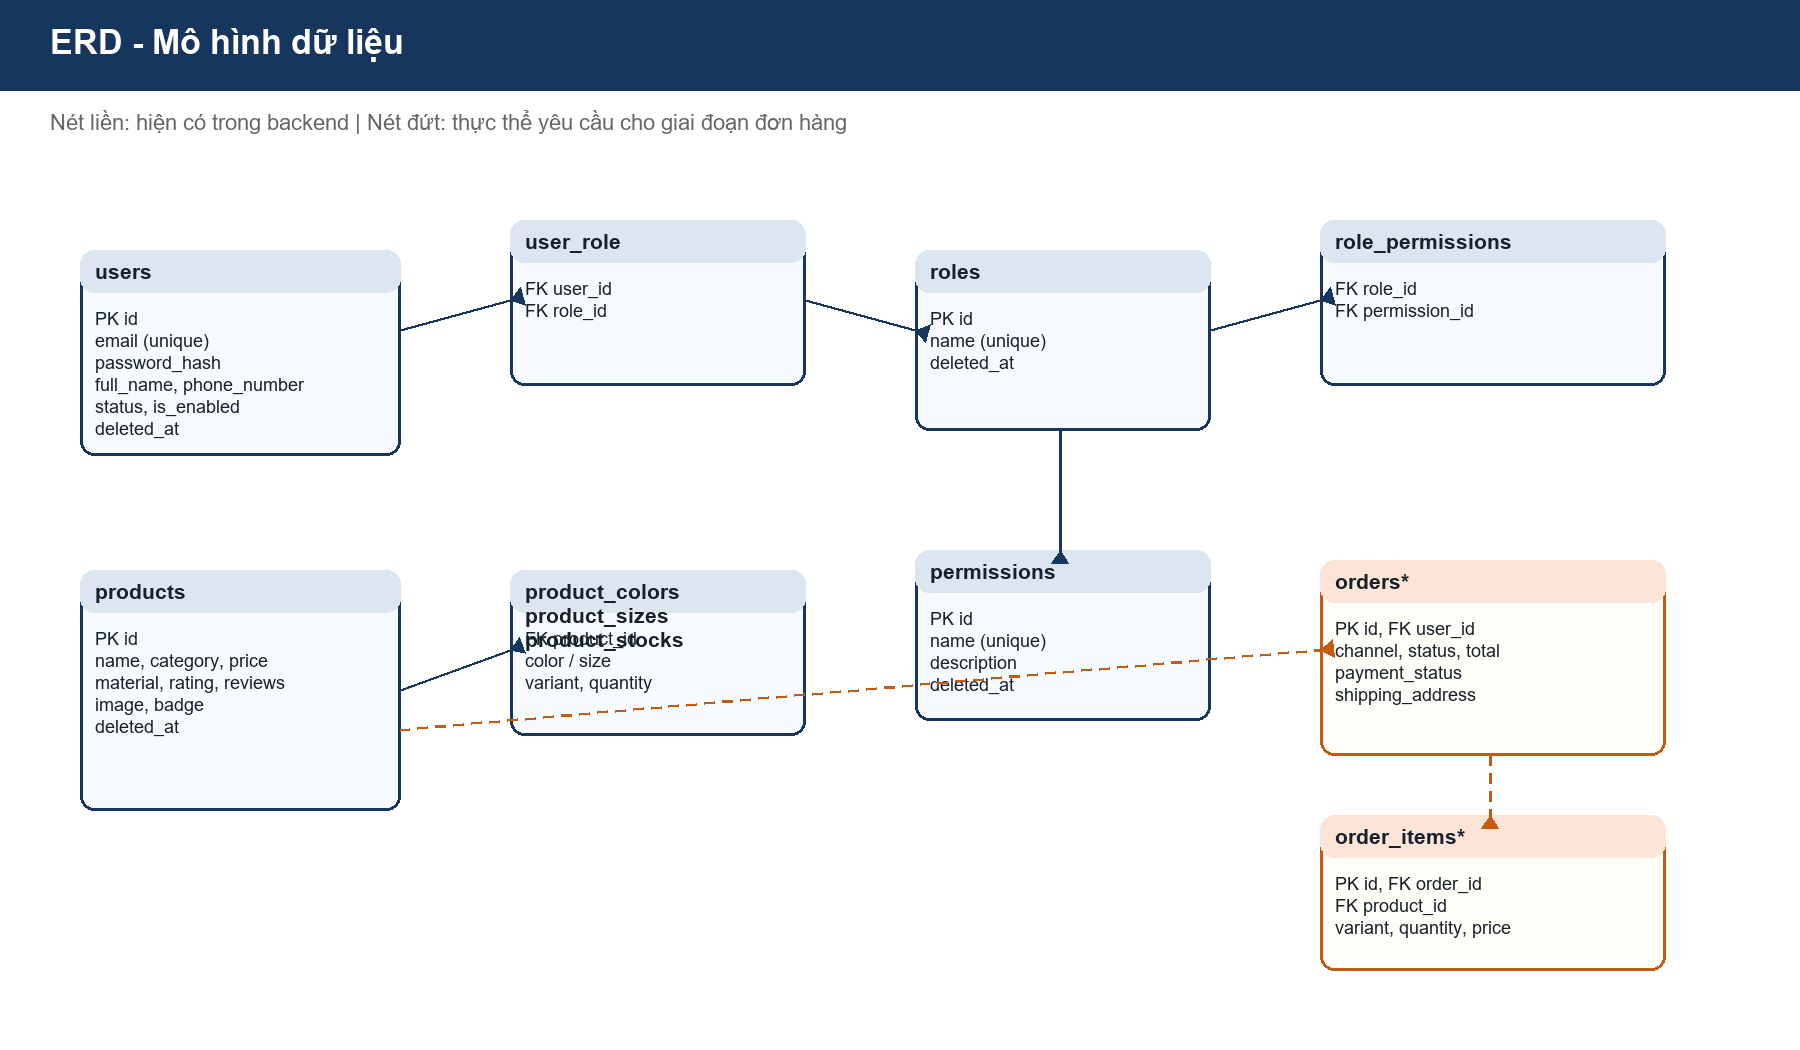 ERD - Mô hình dữ liệu
Nét liền: hiện có trong backend | Nét đứt: thực thể yêu cầu cho giai đoạn đơn hàng
users
PK id
email (unique)
password_hash
full_name, phone_number
status, is_enabled
deleted_at
user_role
FK user_id
FK role_id
roles
PK id
name (unique)
deleted_at
role_permissions
FK role_id
FK permission_id
products
PK id
name, category, price
material, rating, reviews
image, badge
deleted_at
product_colors
product_sizes
product_stocks
FK product_id
color / size
variant, quantity
permissions
PK id
name (unique)
description
deleted_at
orders*
PK id, FK user_id
channel, status, total
payment_status
shipping_address
order_items*
PK id, FK order_id
FK product_id
variant, quantity, price